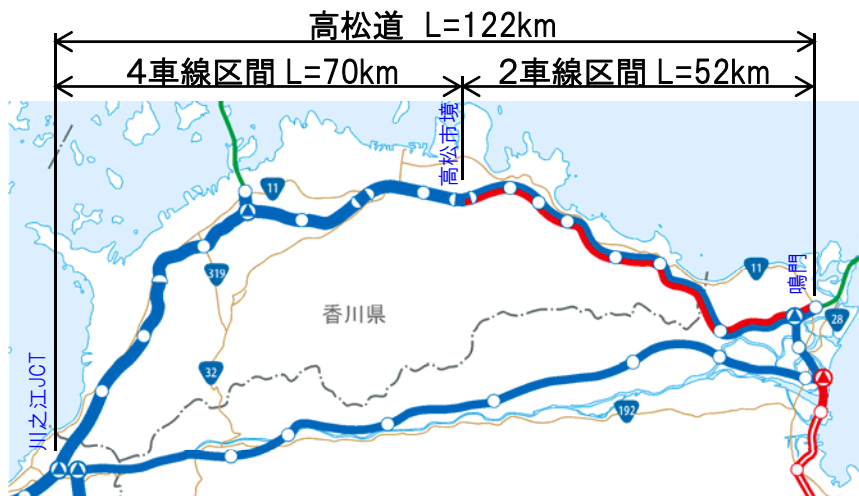 高松道 L=122km
4車線区間 L=70km
2車線区間 L=52km
高松市境
11
319
11
鳴門
28
香川県
32
川之江JCT
192